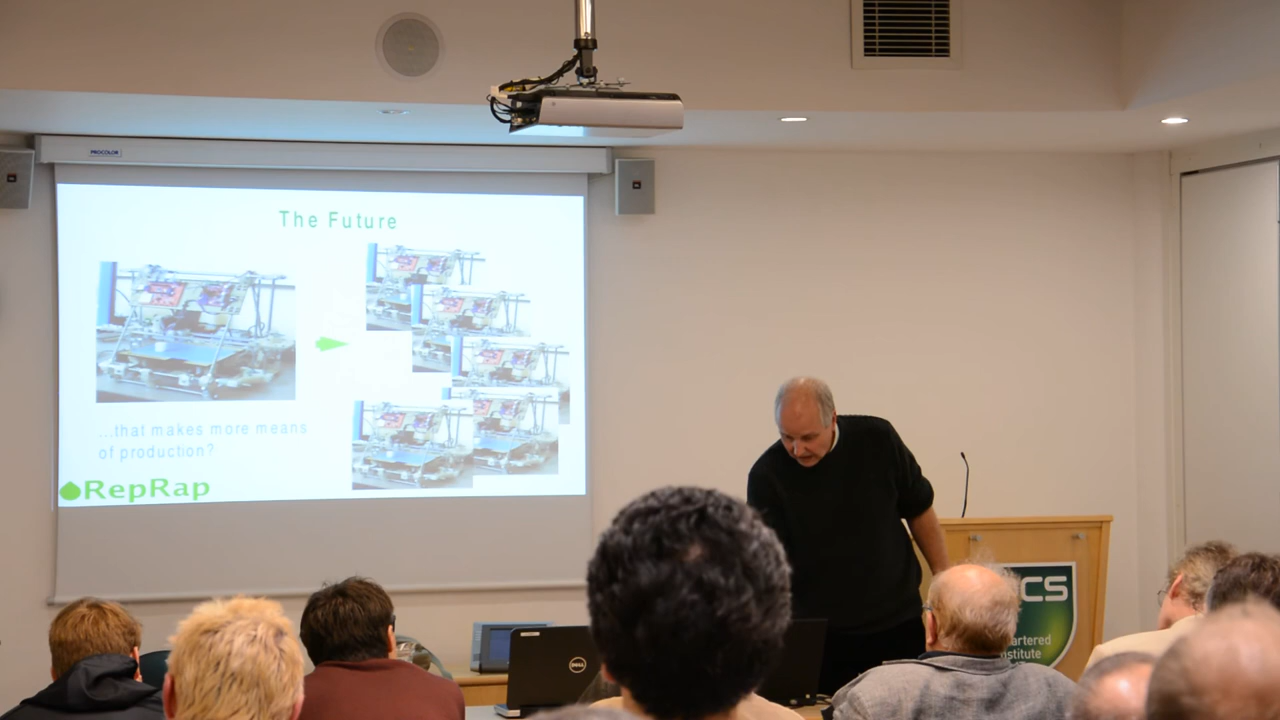 PROCOLOR
The Future
...that makes more means
of production?
RepRap
DELL
CS
artered
nstitute